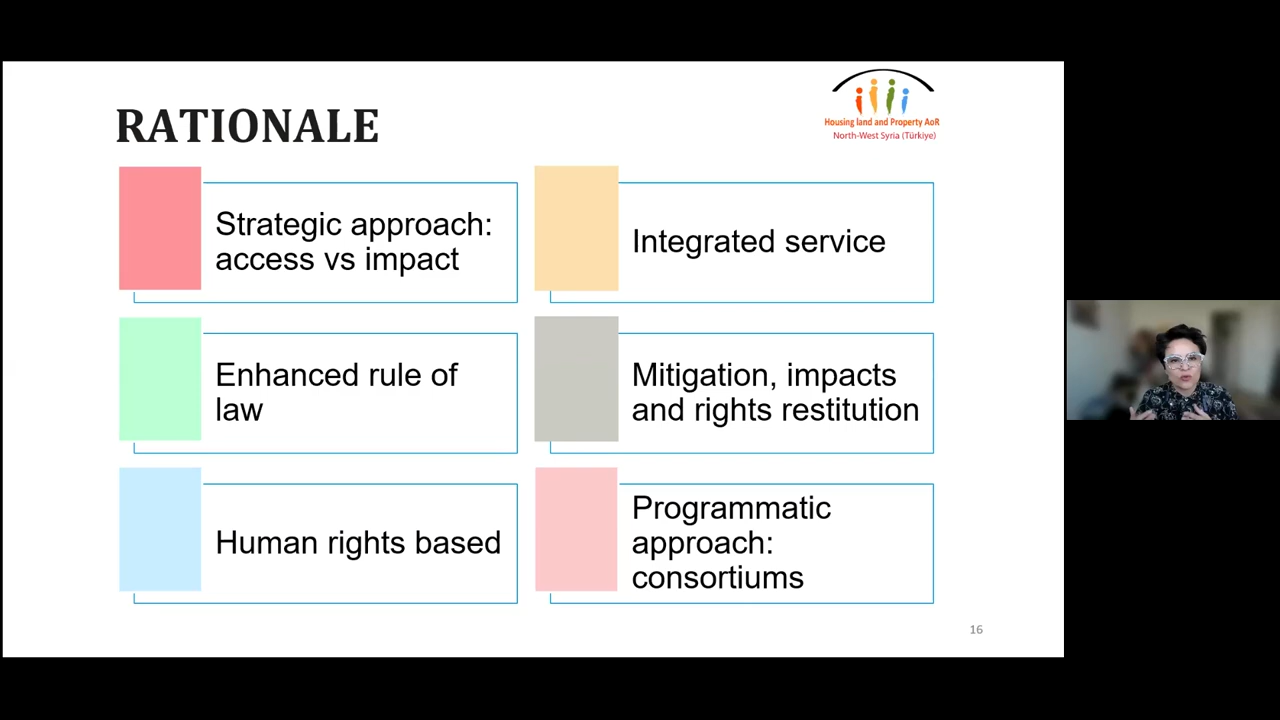 RATIONALE
Housing land and Property AoR
North-West Syria (Türkiye)
Strategic approach:
access vs impact
Integrated service
Enhanced rule of
law
Mitigation, impacts
and rights restitution
Human rights based
Programmatic
approach:
consortiums
16